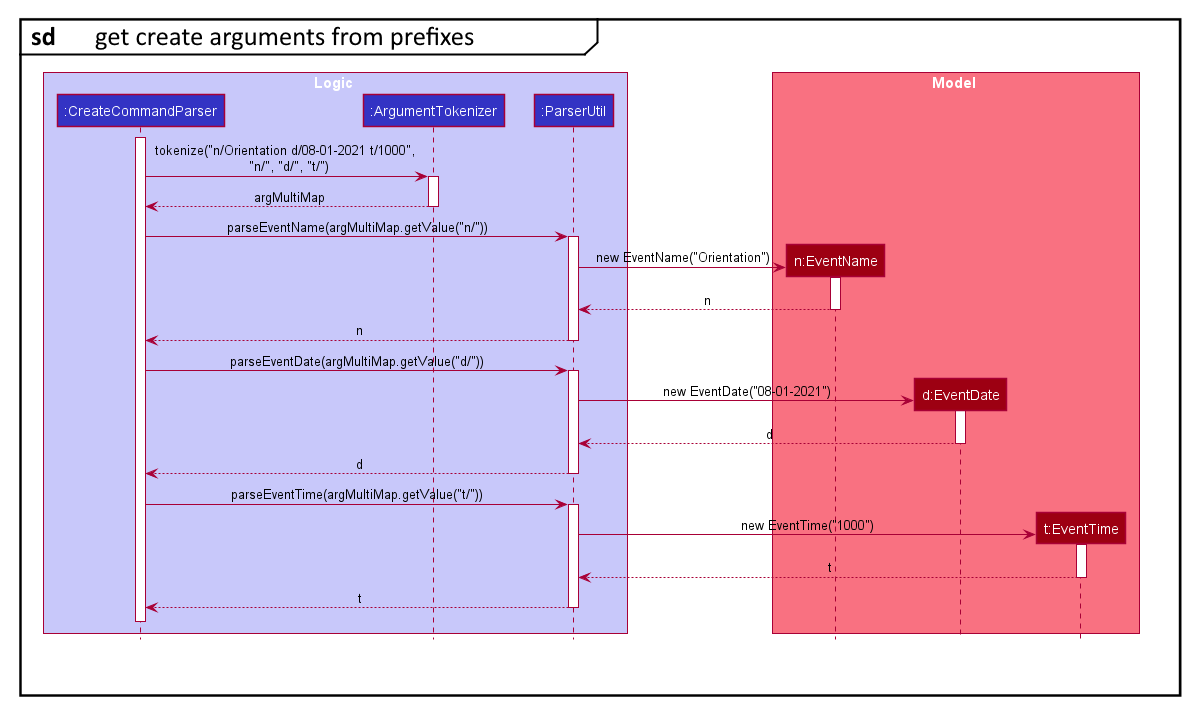 sd get create arguments from prefixes
Logic
Model
:CreateCommandParser
:ArgumentTokenizer
:ParserUtil
tokenize("n/Orientation d/08-01-2021 t/1000",
"n/", "d/", "t/")
argMultiMap
parseEventName(argMultiMap.getValue("n/"))
new EventName("Orientation")
n:EventName
n
n
parseEventDate(argMultiMap.getValue("d/"))
new EventDate("08-01-2021")
d:EventDate
d
d
parseEventTime(argMultiMap.getValue("t/"))
new EventTime("1000")
t:EventTime
t
t